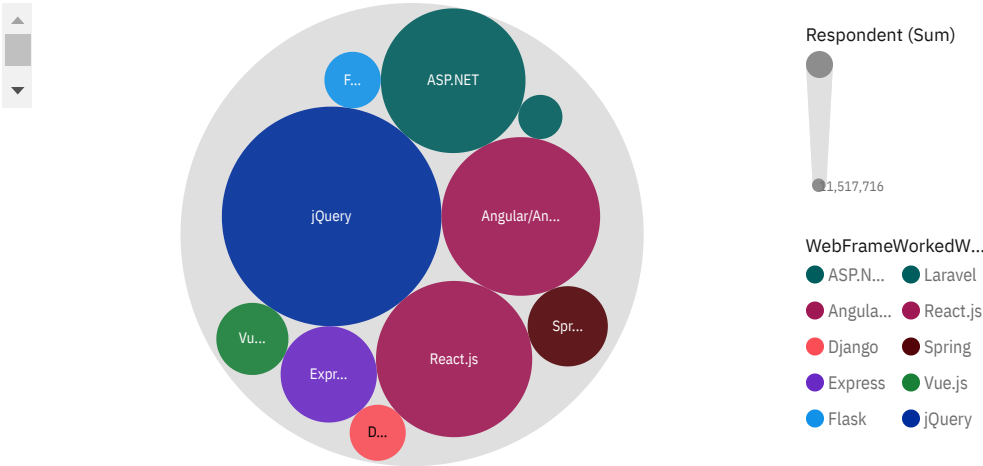 ASP.NET
F...
jQuery
Angular/An...
Vu...
Expr...
React.js
Spr...
D...
Respondent (Sum)
11,517,716
WebFrameWorkedW...
ASP.N... Laravel
Angula... React.js
Django Spring
Express Vue.js
Flask jQuery